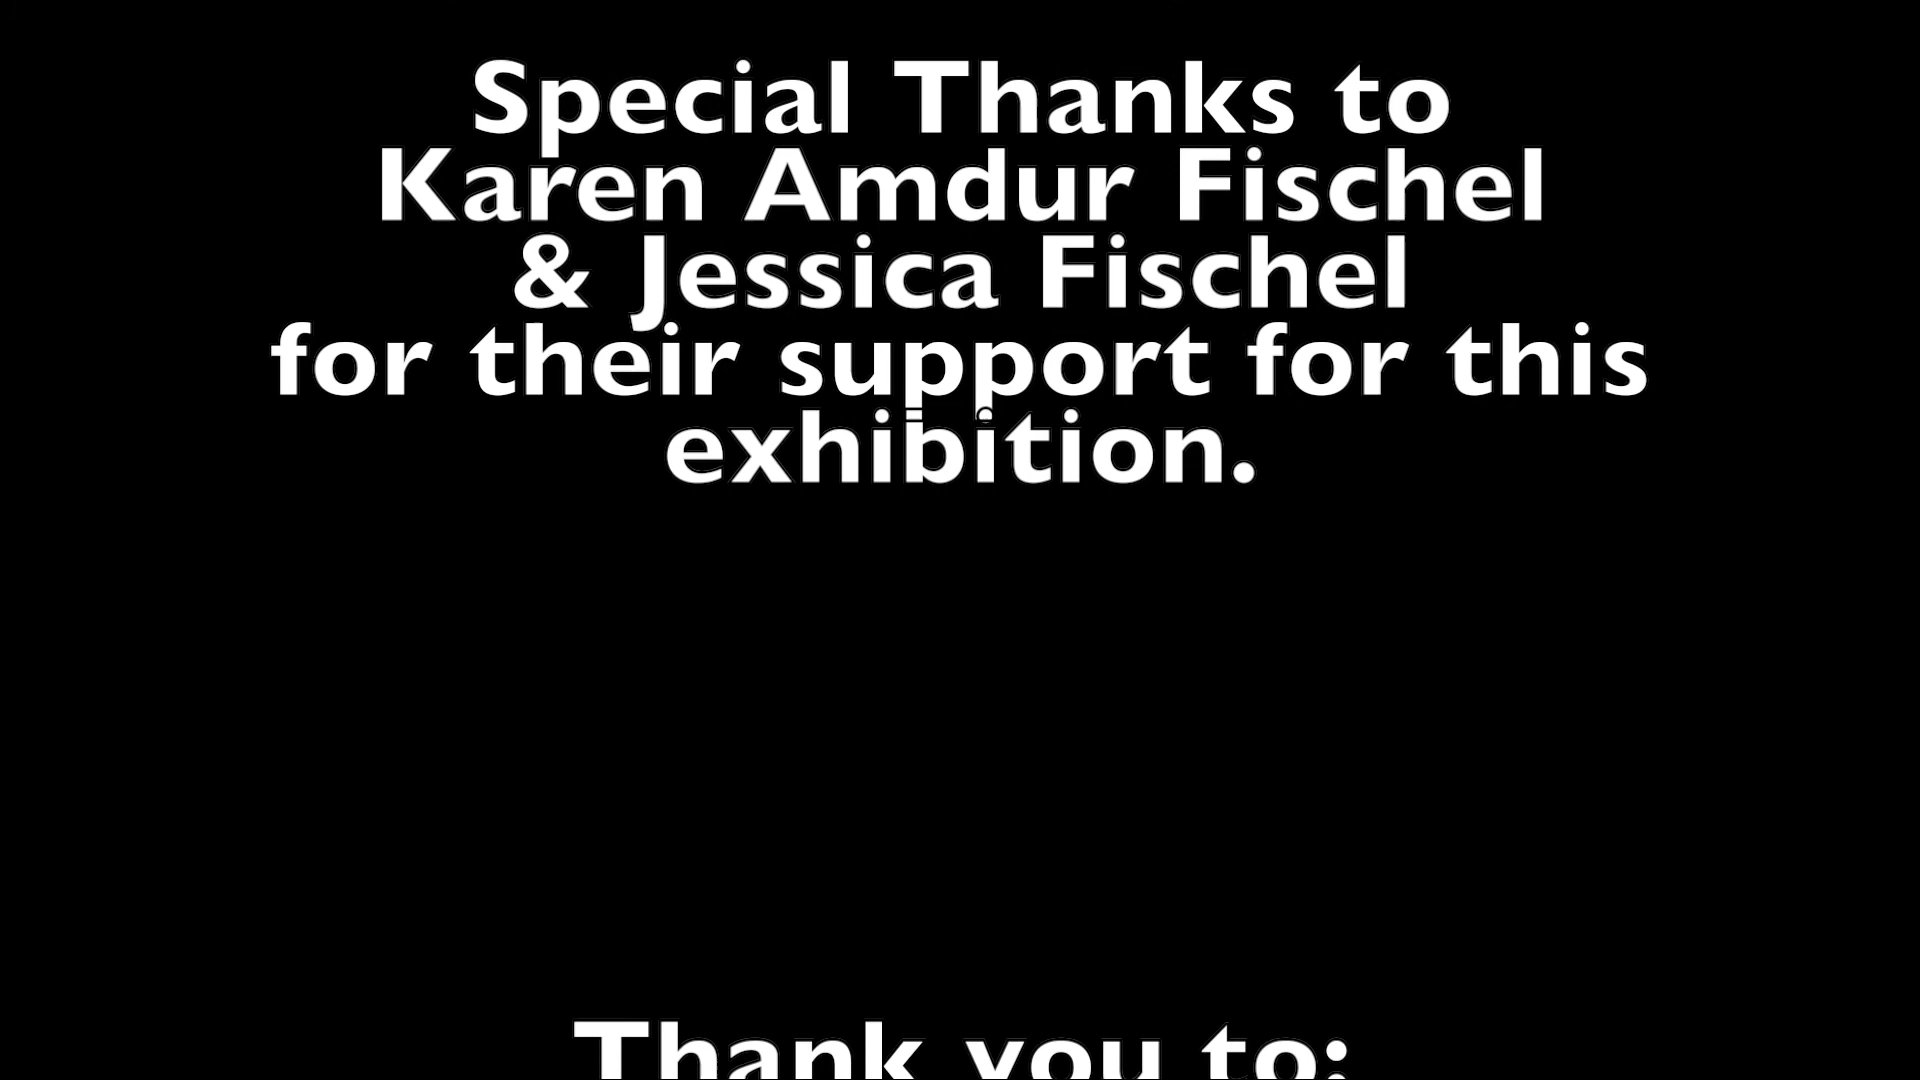 Special Thanks to
Karen Amdur Fischel
& Jessica Fischel
for their support for this
exhibition.
Thank you to: